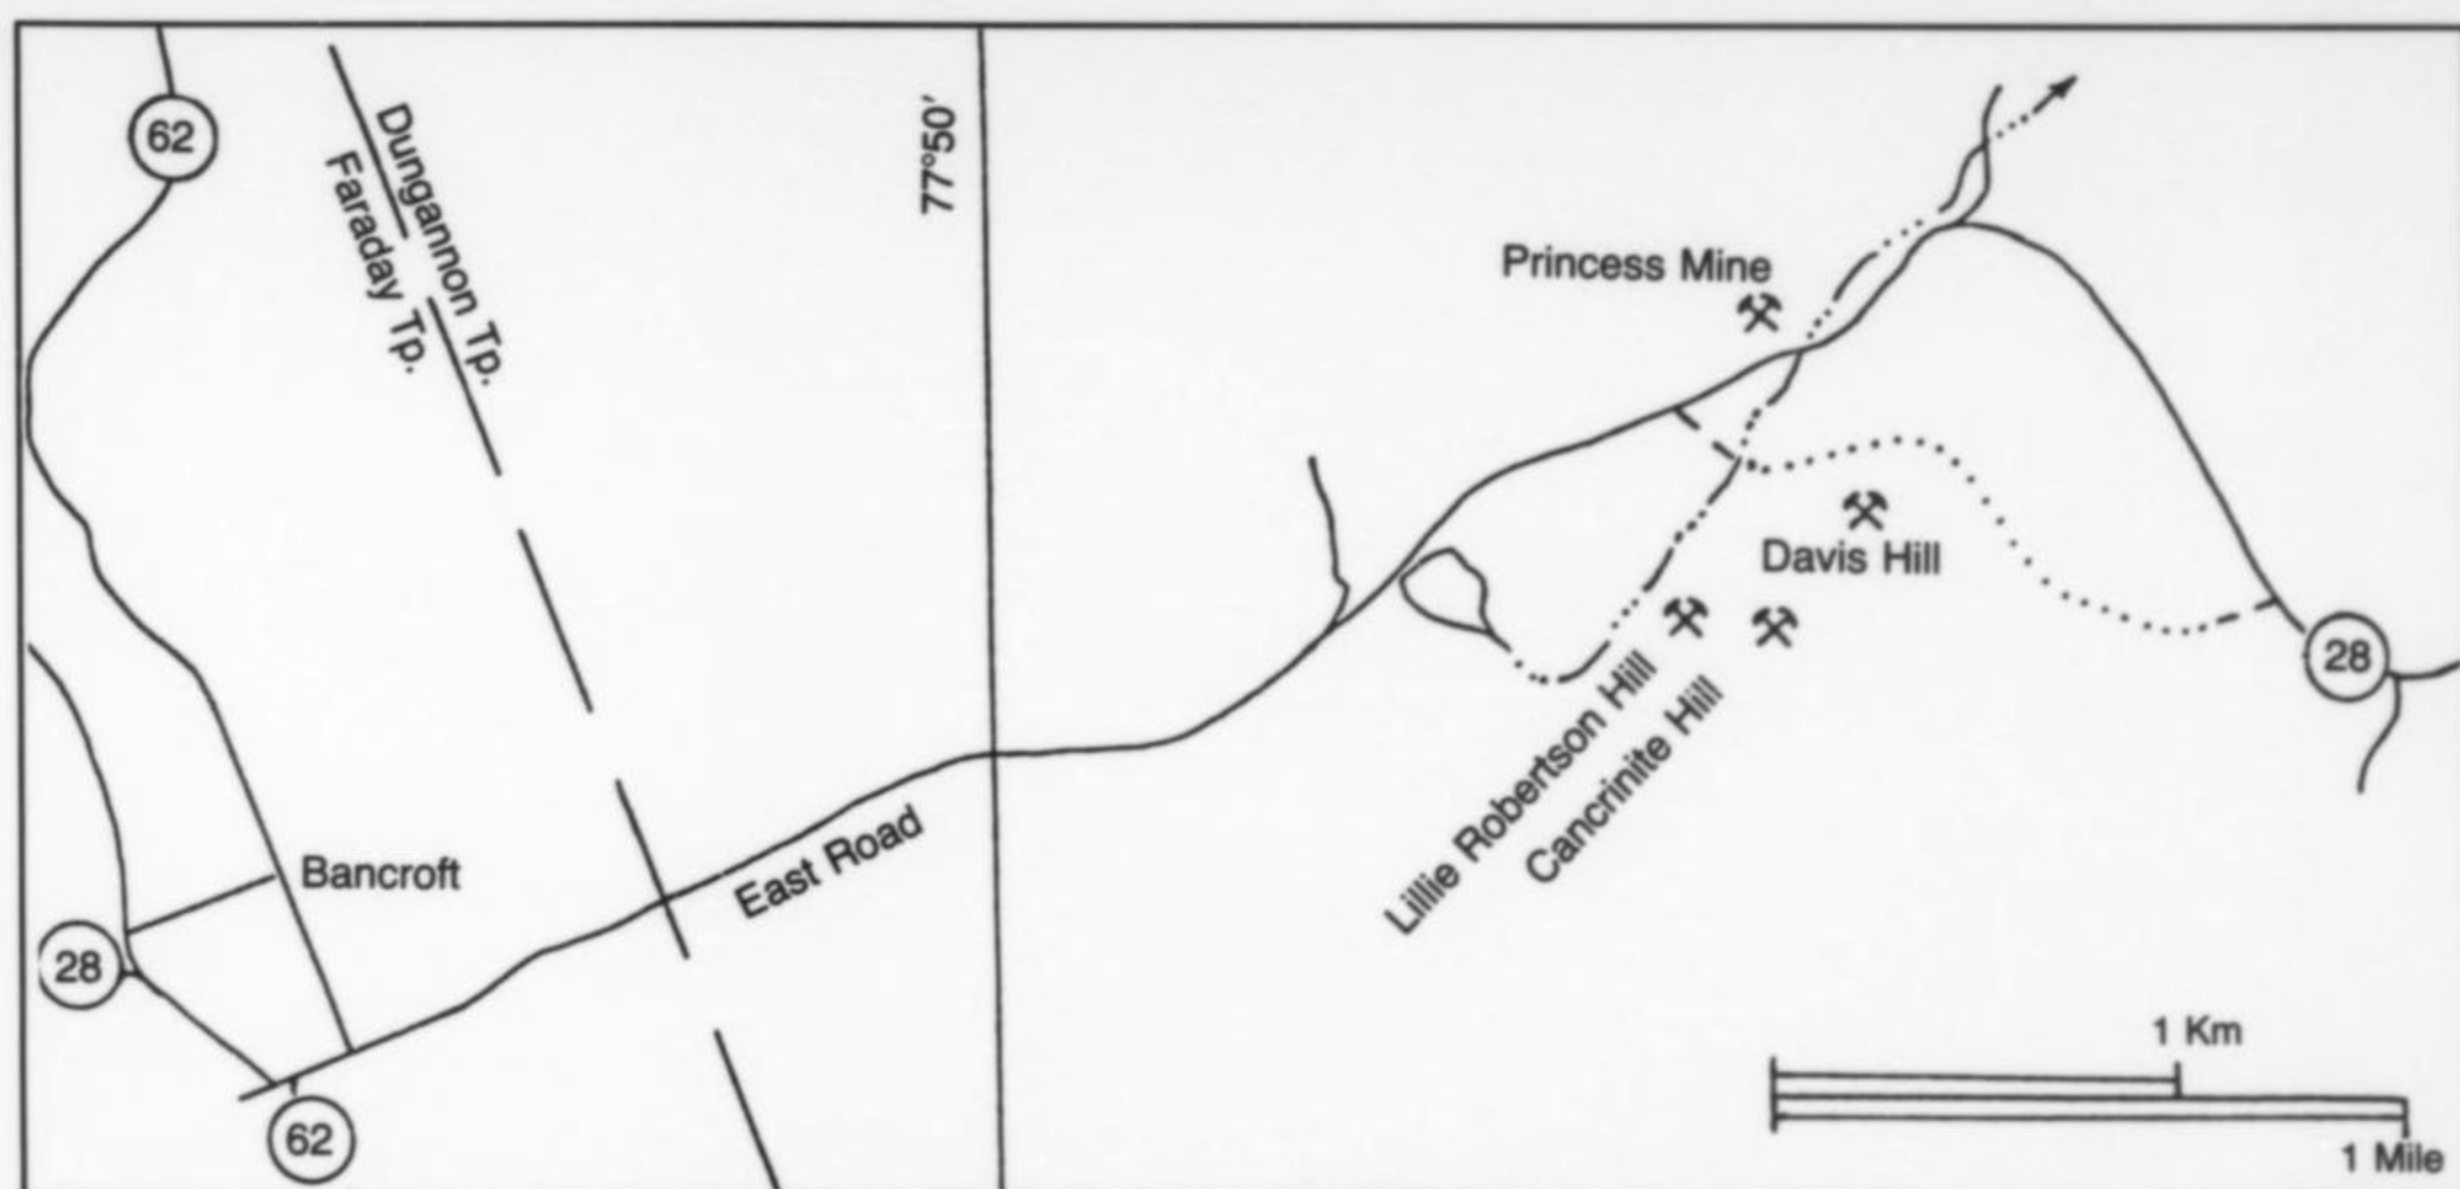 62
Dungannon Tp.
Faraday Tp.
77°50′
Princess Mine
Davis Hill
28
Lillie Robertson Hill
Cancrinite Hill
East Road
Bancroft
28
62
1 Km
1 Mile